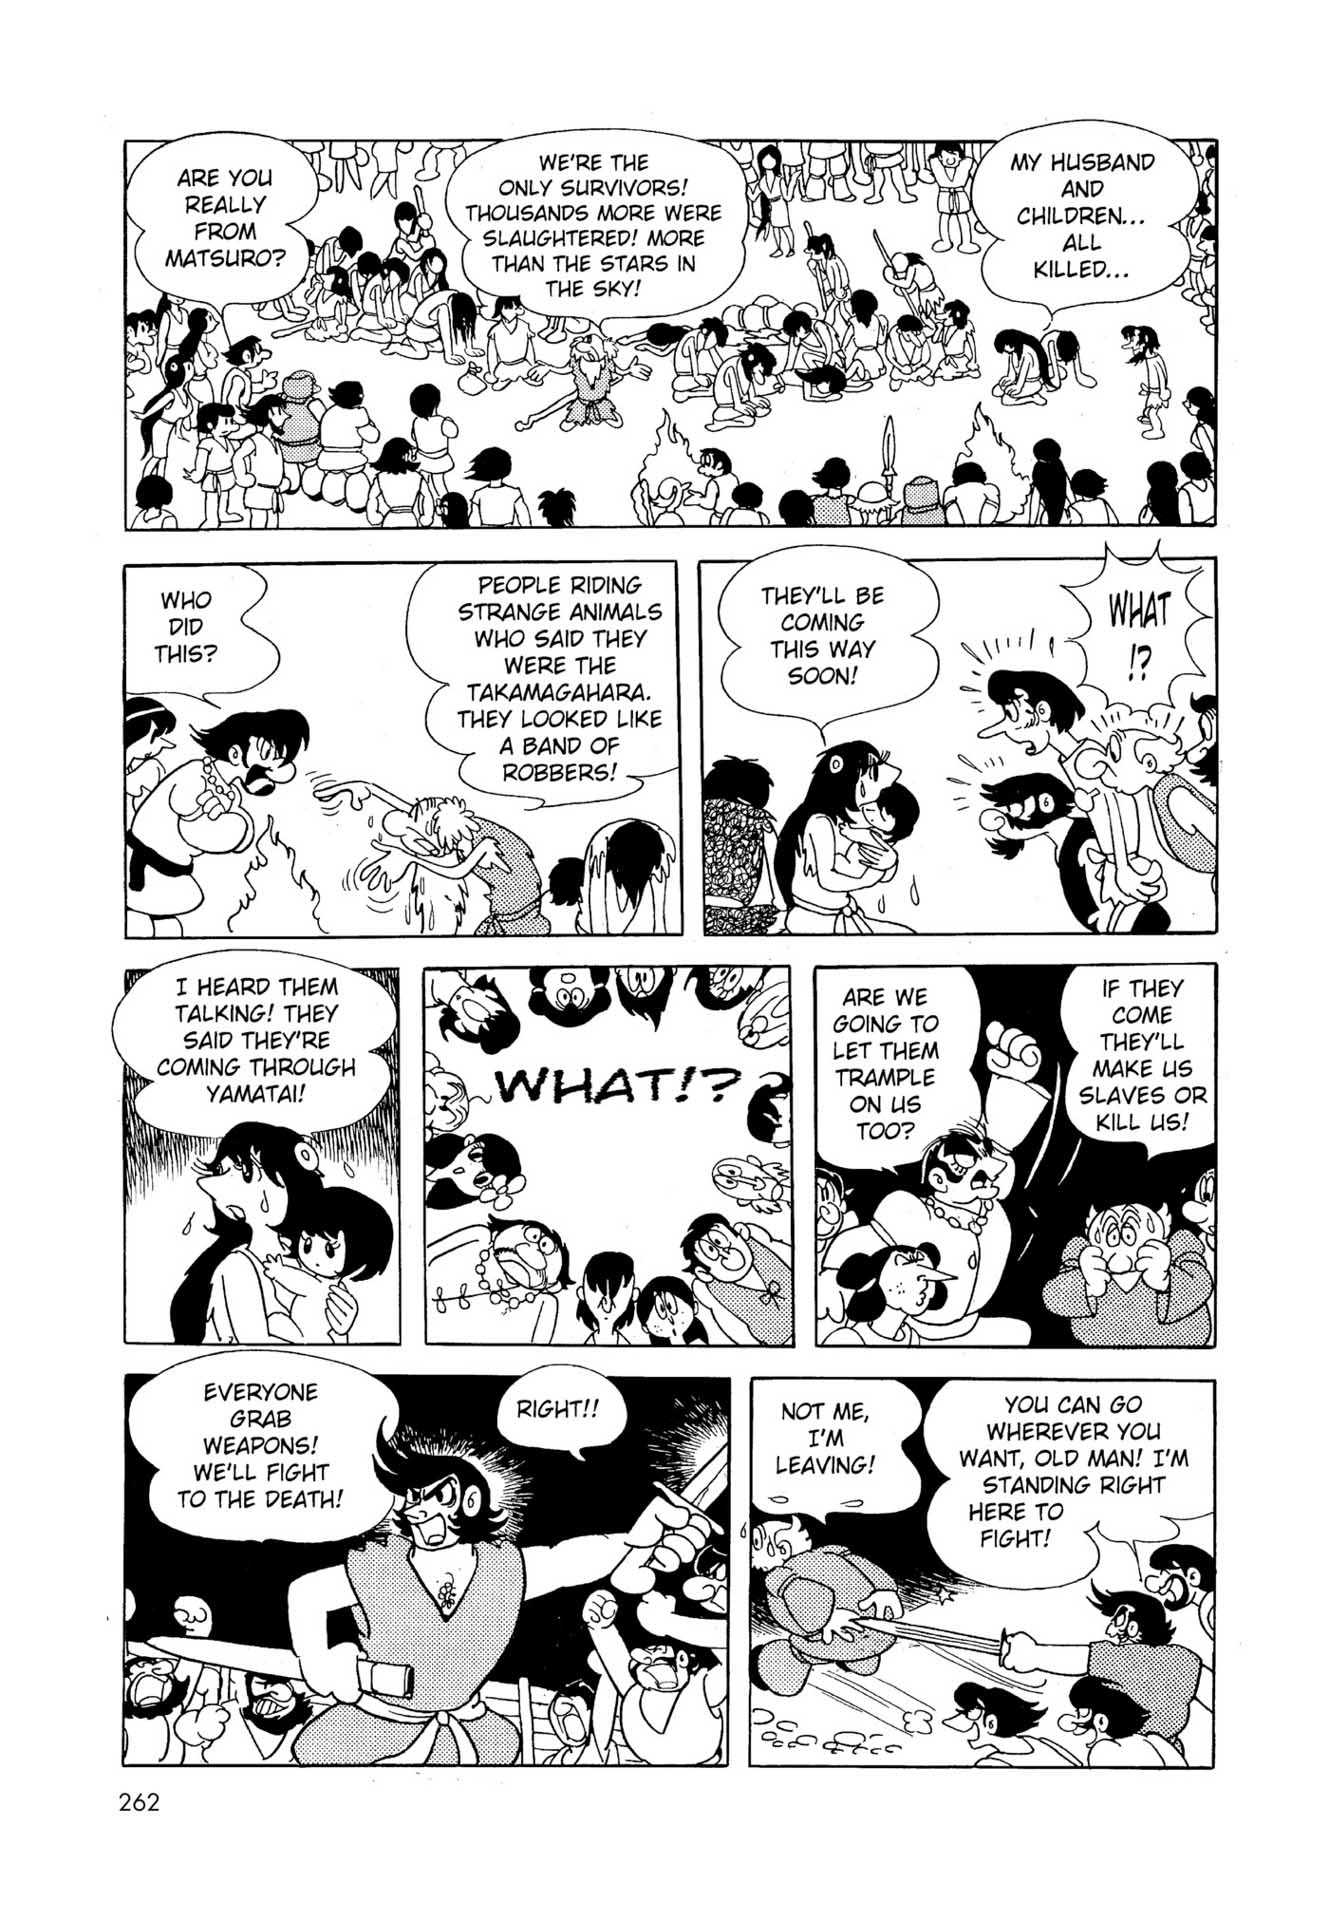 ARE YOU
REALLY
FROM
MATSURO?
WE'RE THE
ONLY SURVIVORS!
THOUSANDS MORE WERE
SLAUGHTERED! MORE
THAN THE STARS IN
THE SKY!
MY HUSBAND
AND
CHILDREN...
ALL
KILLED...
WHO
DID
THIS?
PEOPLE RIDING
STRANGE ANIMALS
WHO SAID THEY
WERE THE
TAKAMAGAHARA.
THEY LOOKED LIKE
A BAND OF
ROBBERS!
THEY'LL BE
COMING
THIS WAY
SOON!
WHAT
!?
I HEARD THEM
TALKING! THEY
SAID THEY'RE
COMING THROUGH
YAMATAI!
WHAT!?
ARE WE
GOING TO
LET THEM
TRAMPLE
ON US
TOO?
IF THEY
COME
THEY'LL
MAKE US
SLAVES OR
KILL US!
EVERYONE
GRAB
WEAPONS!
WE'LL FIGHT
TO THE DEATH!
RIGHT!!
NOT ME,
I'M
LEAVING!
YOU CAN GO
WHEREVER YOU
WANT, OLD MAN! I'M
STANDING RIGHT
HERE TO
FIGHT!
262